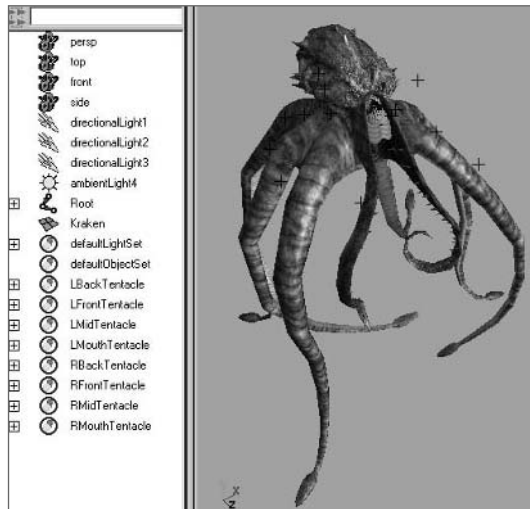 persp
top
front
side
directionalLight1
directionalLight2
directionalLight3
ambientLight4
Root
Kraken
defaultLightSet
defaultObjectSet
LBackTentacle
LFrontTentacle
LMidTentacle
LMouthTentacle
RBackTentacle
RFrontTentacle
RMidTentacle
RMouthTentacle
X
Z